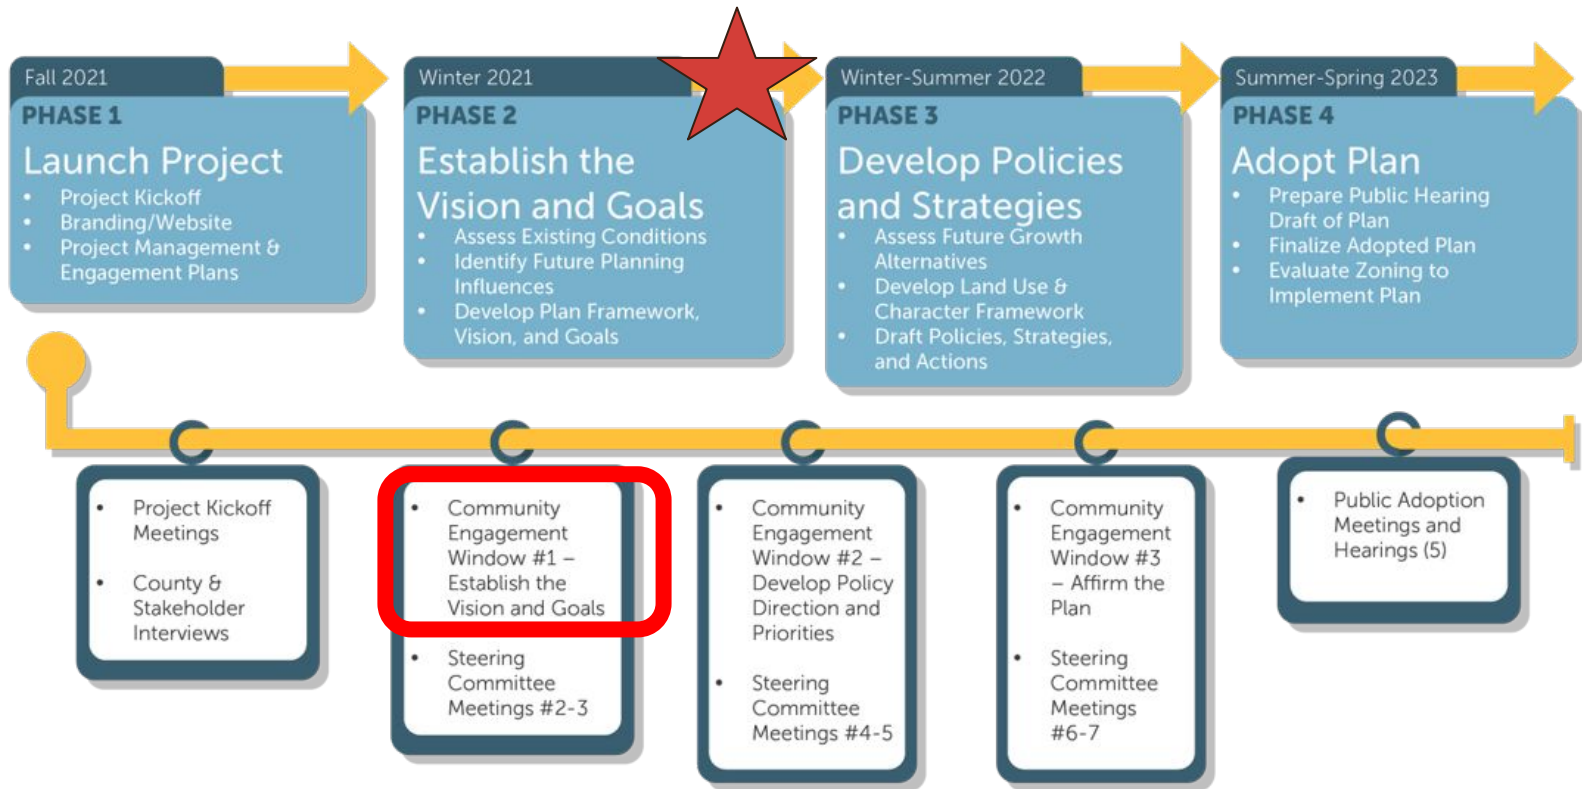 Fall 2021
PHASE 1
Launch Project
• Project Kickoff
• Branding/Website
• Project Management &
Engagement Plans
Winter 2021
PHASE 2
Establish the
Vision and Goals
• Assess Existing Conditions
• Identify Future Planning
Influences
• Develop Plan Framework,
Vision, and Goals
Winter-Summer 2022
PHASE 3
Develop Policies
and Strategies
• Assess Future Growth
Alternatives
• Develop Land Use &
Character Framework
• Draft Policies, Strategies,
and Actions
Summer-Spring 2023
PHASE 4
Adopt Plan
• Prepare Public Hearing
Draft of Plan
• Finalize Adopted Plan
• Evaluate Zoning to
Implement Plan
• Project Kickoff
Meetings
• County &
Stakeholder
Interviews
• Community
Engagement
Window #1 –
Establish the
Vision and Goals
• Steering
Committee
Meetings #2-3
• Community
Engagement
Window #2 –
Develop Policy
Direction and
Priorities
• Steering
Committee
Meetings #4-5
• Community
Engagement
Window #3
– Affirm the
Plan
• Steering
Committee
Meetings
#6-7
• Public Adoption
Meetings and
Hearings (5)